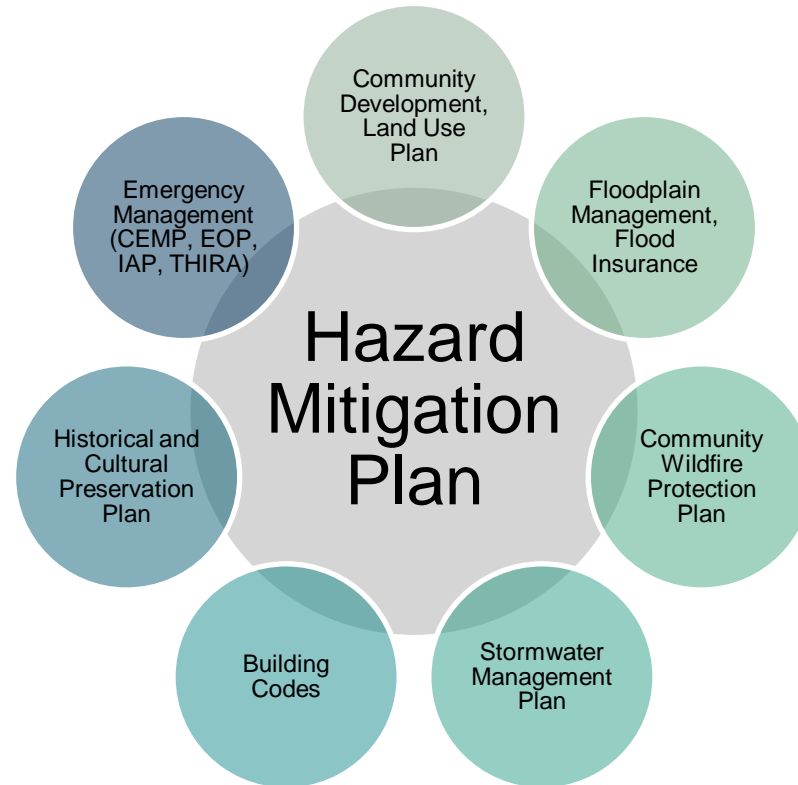 Community
Development,
Land Use
Plan
Floodplain
Management,
Flood
Insurance
Community
Wildfire
Protection
Plan
Stormwater
Management
Plan
Building
Codes
Historical and
Cultural
Preservation
Plan
Emergency
Management
(CEMP, EOP,
IAP, THIRA)
Hazard
Mitigation
Plan